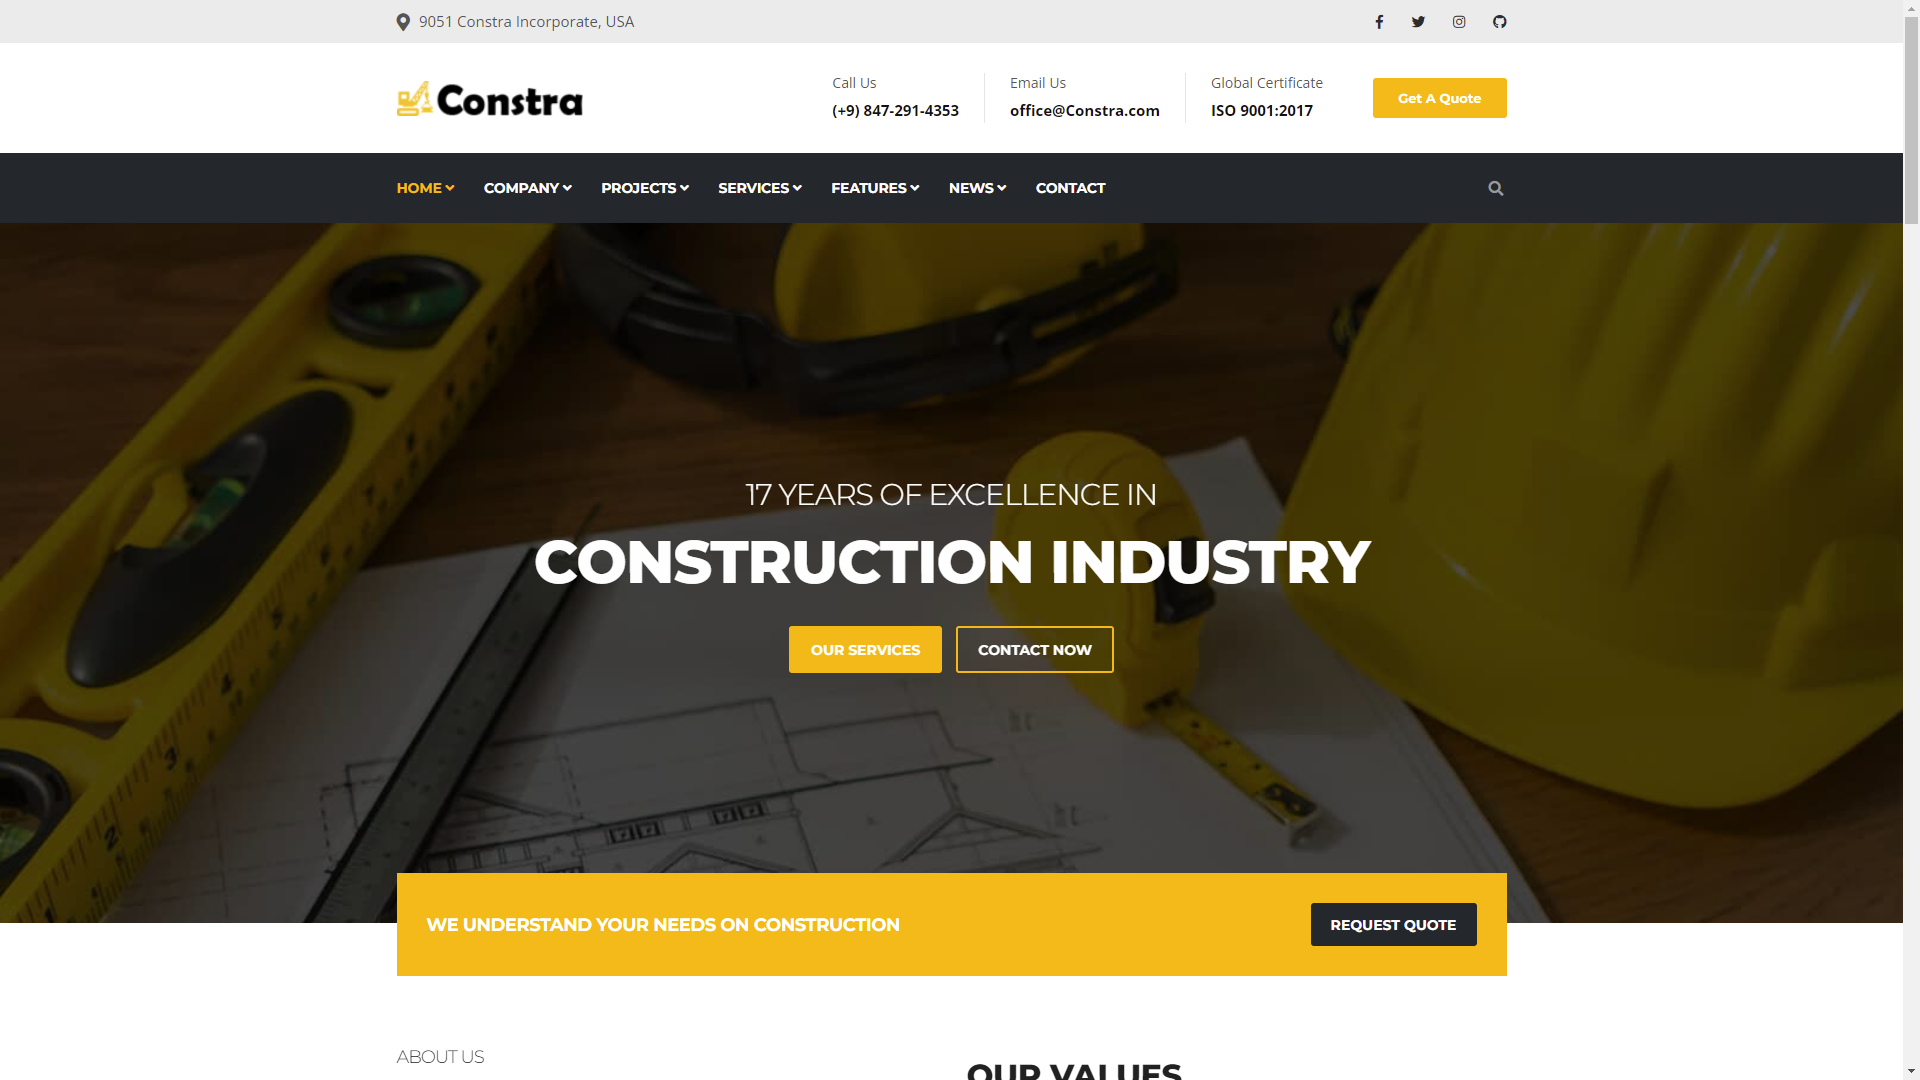 9051 Constra Incorporate, USA
Constra
Call Us
(+9) 847-291-4353
Email Us
office@Constra.com
Global Certificate
ISO 9001:2017
Get A Quote
HOME
COMPANY
PROJECTS
SERVICES
FEATURES
NEWS
CONTACT
17 YEARS OF EXCELLENCE IN
CONSTRUCTION INDUSTRY
OUR SERVICES
CONTACT NOW
WE UNDERSTAND YOUR NEEDS ON CONSTRUCTION
REQUEST QUOTE
ABOUT US
OUR VALUES